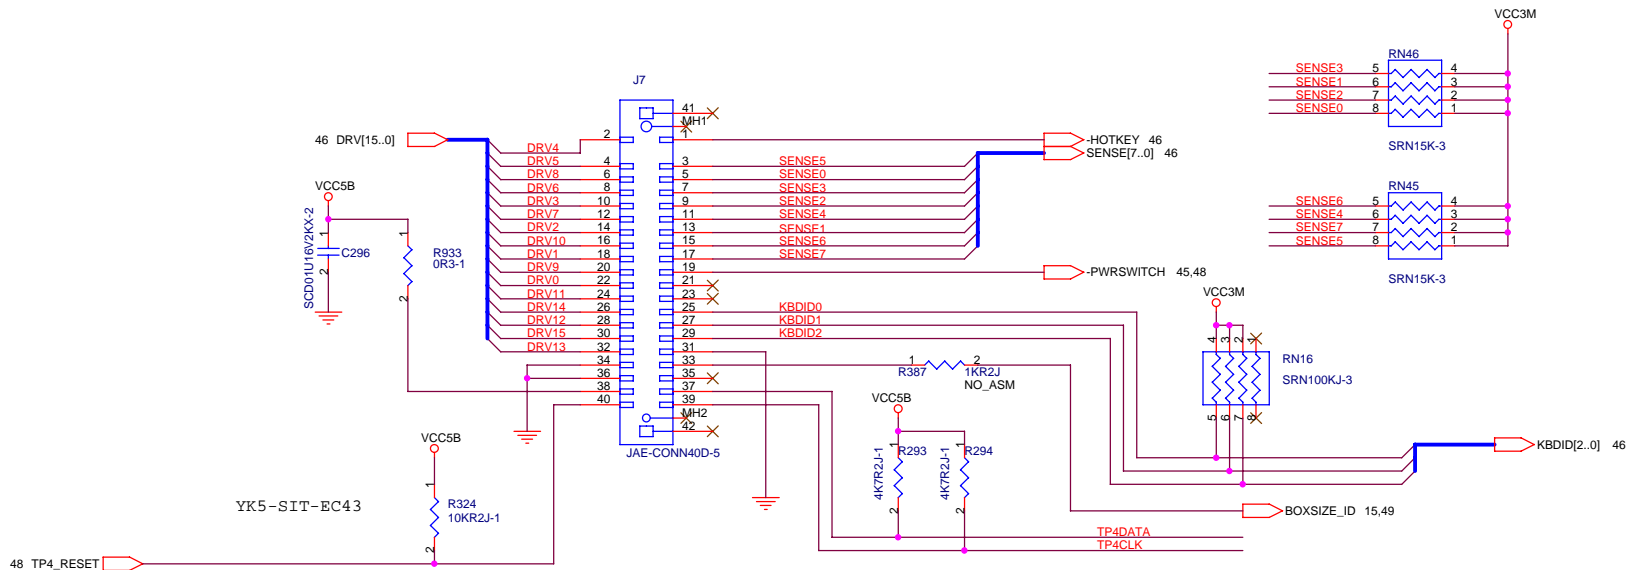 VCC3M
J7
RN46
SENSE3 5 4
SENSE1 6 3
SENSE2 7 2
SENSE0 8 1
SRN15K-3
41
MH1
46 DRV[15..0]
2 1
-HOTKEY 46
DRV4
SENSE[7..0] 46
DRV5 4 3 SENSE5
DRV8 6 5 SENSE0
DRV6 8 7 SENSE3
DRV3 10 9 SENSE2
DRV7 12 11 SENSE4
DRV2 14 13 SENSE1
DRV10 16 15 SENSE6
DRV1 18 17 SENSE7
DRV9 20 19
-PWRSWITCH 45,48
DRV0 22 21
DRV11 24 23
DRV14 26 25 KBDID0
DRV12 28 27 KBDID1
DRV15 30 29 KBDID2
DRV13 32 31
34 33
36 35
38 37
40 39
MH2
42
JAE-CONN40D-5
RN45
SENSE6 5 4
SENSE4 6 3
SENSE7 7 2
SENSE5 8 1
SRN15K-3
VCC5B
1
C296
2
SCD01U16V2KX-2
1
R933
0R3-1
2
VCC3M
4 3 2 1
RN16
SRN100KJ-3
5 6 7 8
1 2
R387 1KR2J
NO_ASM
VCC5B
1 1
R293 R294
4K7R2J-1 4K7R2J-1
2 2
KBDID[2..0] 46
BOXSIZE_ID 15,49
TP4DATA
TP4CLK
VCC5B
1
R324
10KR2J-1
2
YK5-SIT-EC43
48 TP4_RESET